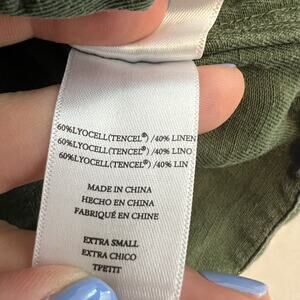 60%LYOCELL(TENCEL®) /40% LINEN
60%LYOCELL(TENCEL®) /40% LINO
60%LYOCELL(TENCEL®) /40% LIN
MADE IN CHINA
HECHO EN CHINA
FABRIQUÉ EN CHINE
EXTRA SMALL
EXTRA CHICO
TPETIT